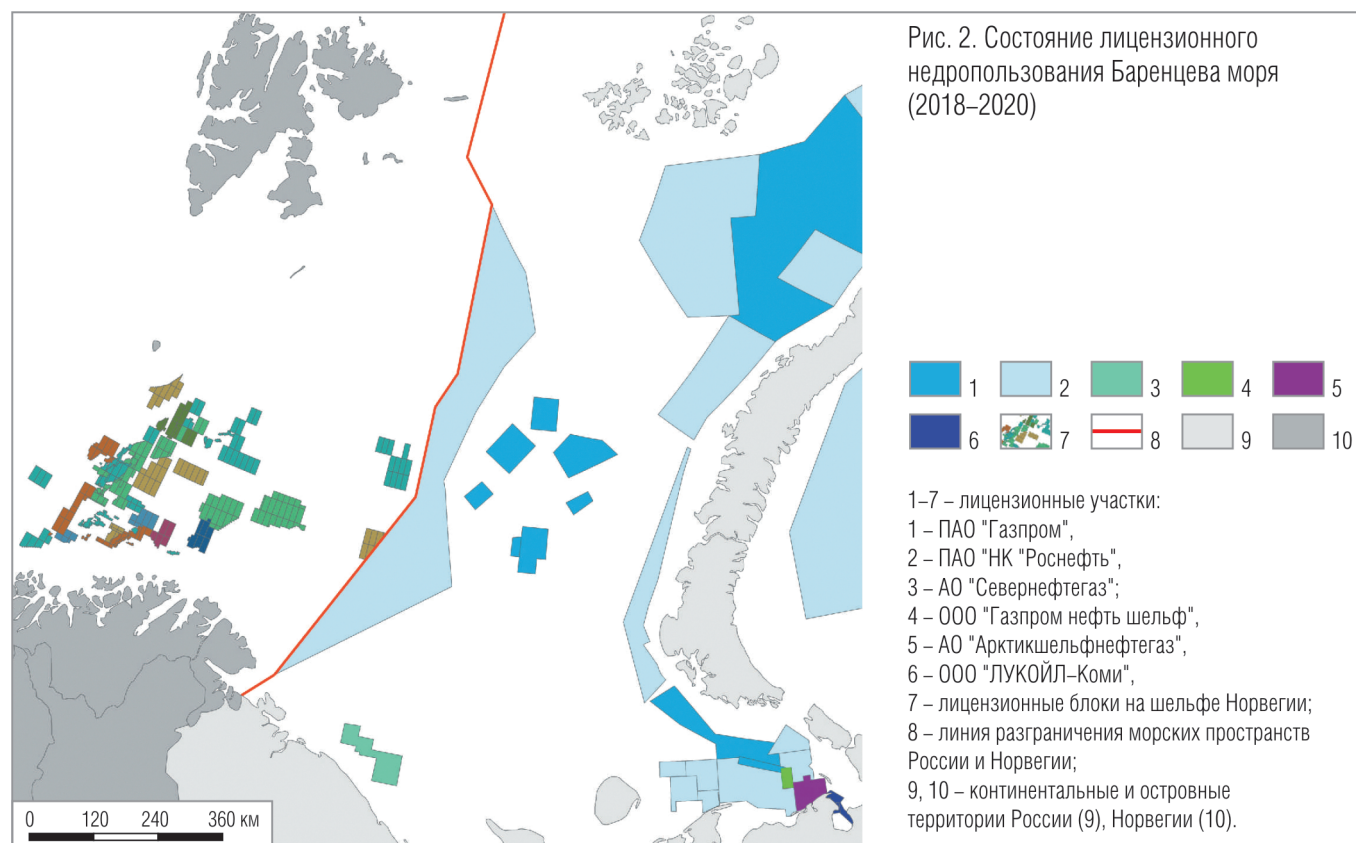 Рис. 2. Состояние лицензионного
недропользования Баренцева моря
(2018–2020)
1 2 3 4 5
6 7 8 9 10
1–7 – лицензионные участки:
1 – ПАО "Газпром",
2 – ПАО "НК "Роснефть",
3 – АО "Севернефтегаз";
4 – ООО "Газпром нефть шельф",
5 – АО "Арктикшельфнефтегаз",
6 – ООО "ЛУКОЙЛ–Коми",
7 – лицензионные блоки на шельфе Норвегии;
8 – линия разграничения морских пространств
России и Норвегии;
9, 10 – континентальные и островные
территории России (9), Норвегии (10).
0 120 240 360 км